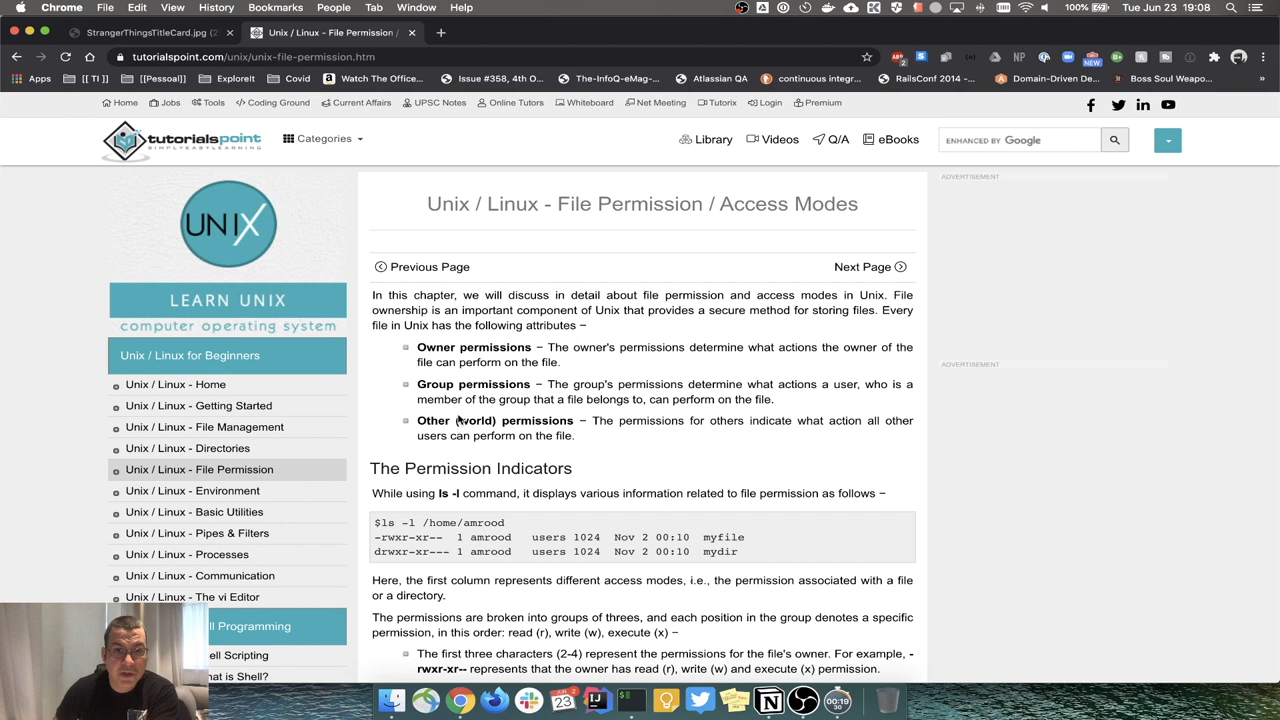 Chrome File Edit View History Bookmarks People Tab Window Help
100% Tue Jun 23 19:08
StrangerThingsTitleCard.jpg (2
Unix / Linux - File Permission /
tutorialspoint.com/unix/unix-file-permission.htm
Apps [[ TI ]] [[Pessoal]] ExploreIt Covid Watch The Office... Issue #358, 4th O... The-InfoQ-eMag-... Atlassian QA continuous integr... RailsConf 2014 -... Domain-Driven De... Boss Soul Weapo...
Home Jobs Tools Coding Ground Current Affairs UPSC Notes Online Tutors Whiteboard Net Meeting Tutorix Login Premium
tutorialspoint
SIMPLYEASYLEARNING
Categories
Library Videos Q/A eBooks
ENHANCED BY Google
UNIX
LEARN UNIX
computer operating system
Unix / Linux for Beginners
Unix / Linux - Home
Unix / Linux - Getting Started
Unix / Linux - File Management
Unix / Linux - Directories
Unix / Linux - File Permission
Unix / Linux - Environment
Unix / Linux - Basic Utilities
Unix / Linux - Pipes & Filters
Unix / Linux - Processes
Unix / Linux - Communication
Unix / Linux - The vi Editor
ll Programming
ell Scripting
hat is Shell?
Unix / Linux - File Permission / Access Modes
Previous Page
Next Page
In this chapter, we will discuss in detail about file permission and access modes in Unix. File
ownership is an important component of Unix that provides a secure method for storing files. Every
file in Unix has the following attributes −
Owner permissions − The owner's permissions determine what actions the owner of the
file can perform on the file.
Group permissions − The group's permissions determine what actions a user, who is a
member of the group that a file belongs to, can perform on the file.
Other (world) permissions − The permissions for others indicate what action all other
users can perform on the file.
The Permission Indicators
While using ls -l command, it displays various information related to file permission as follows −
$ls -l /home/amrood
-rwxr-xr-- 1 amrood users 1024 Nov 2 00:10 myfile
drwxr-xr--- 1 amrood users 1024 Nov 2 00:10 mydir
Here, the first column represents different access modes, i.e., the permission associated with a file
or a directory.
The permissions are broken into groups of threes, and each position in the group denotes a specific
permission, in this order: read (r), write (w), execute (x) −
The first three characters (2-4) represent the permissions for the file's owner. For example, -
rwxr-xr-- represents that the owner has read (r), write (w) and execute (x) permission.
ADVERTISEMENT
ADVERTISEMENT